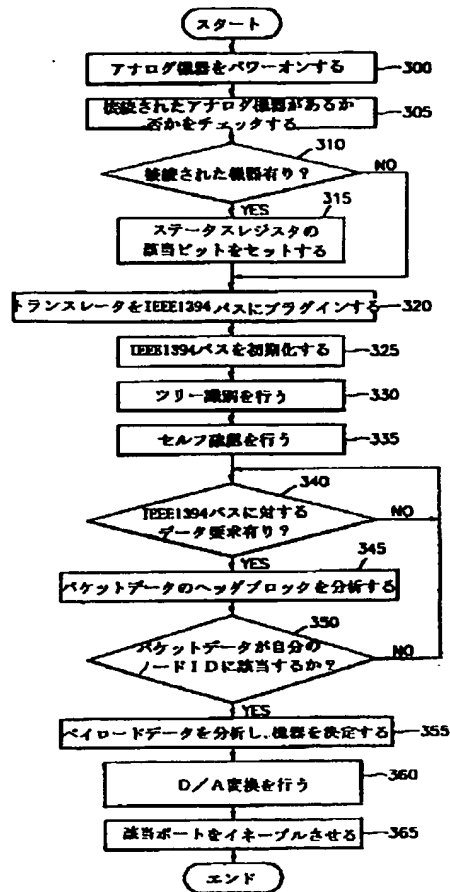 スタート
アナログ機器をパワーオンする
300
接続されたアナログ機器があるか
否かをチェックする
305
310
接続された機器有り?
NO
YES
315
ステータスレジスタの
該当ビットをセットする
トランスレータをIEEE1394バスにプラグインする
320
IEEE1394バスを初期化する
325
ツリー識別を行う
330
セルフ確認を行う
335
340
IEEE1394バスに対する
データ要求有り?
NO
YES
345
パケットデータのヘッダブロックを分析する
350
パケットデータが自分の
ノードIDに該当するか?
NO
YES
ペイロードデータを分析し、機器を決定する
355
D/A変換を行う
360
該当ポートをイネーブルさせる
365
エンド